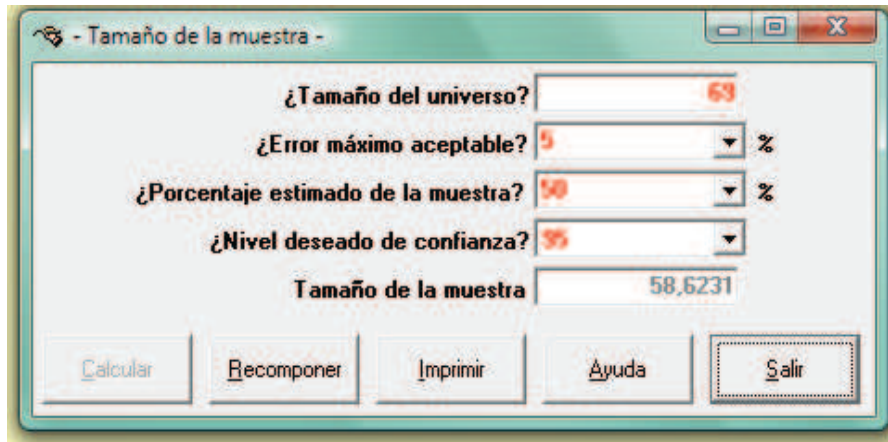 - Tamaño de la muestra -
¿Tamaño del universo? 69
¿Error máximo aceptable? 5 %
¿Porcentaje estimado de la muestra? 50 %
¿Nivel deseado de confianza? 95
Tamaño de la muestra 58,6231
Calcular Recomponer Imprimir Ayuda Salir